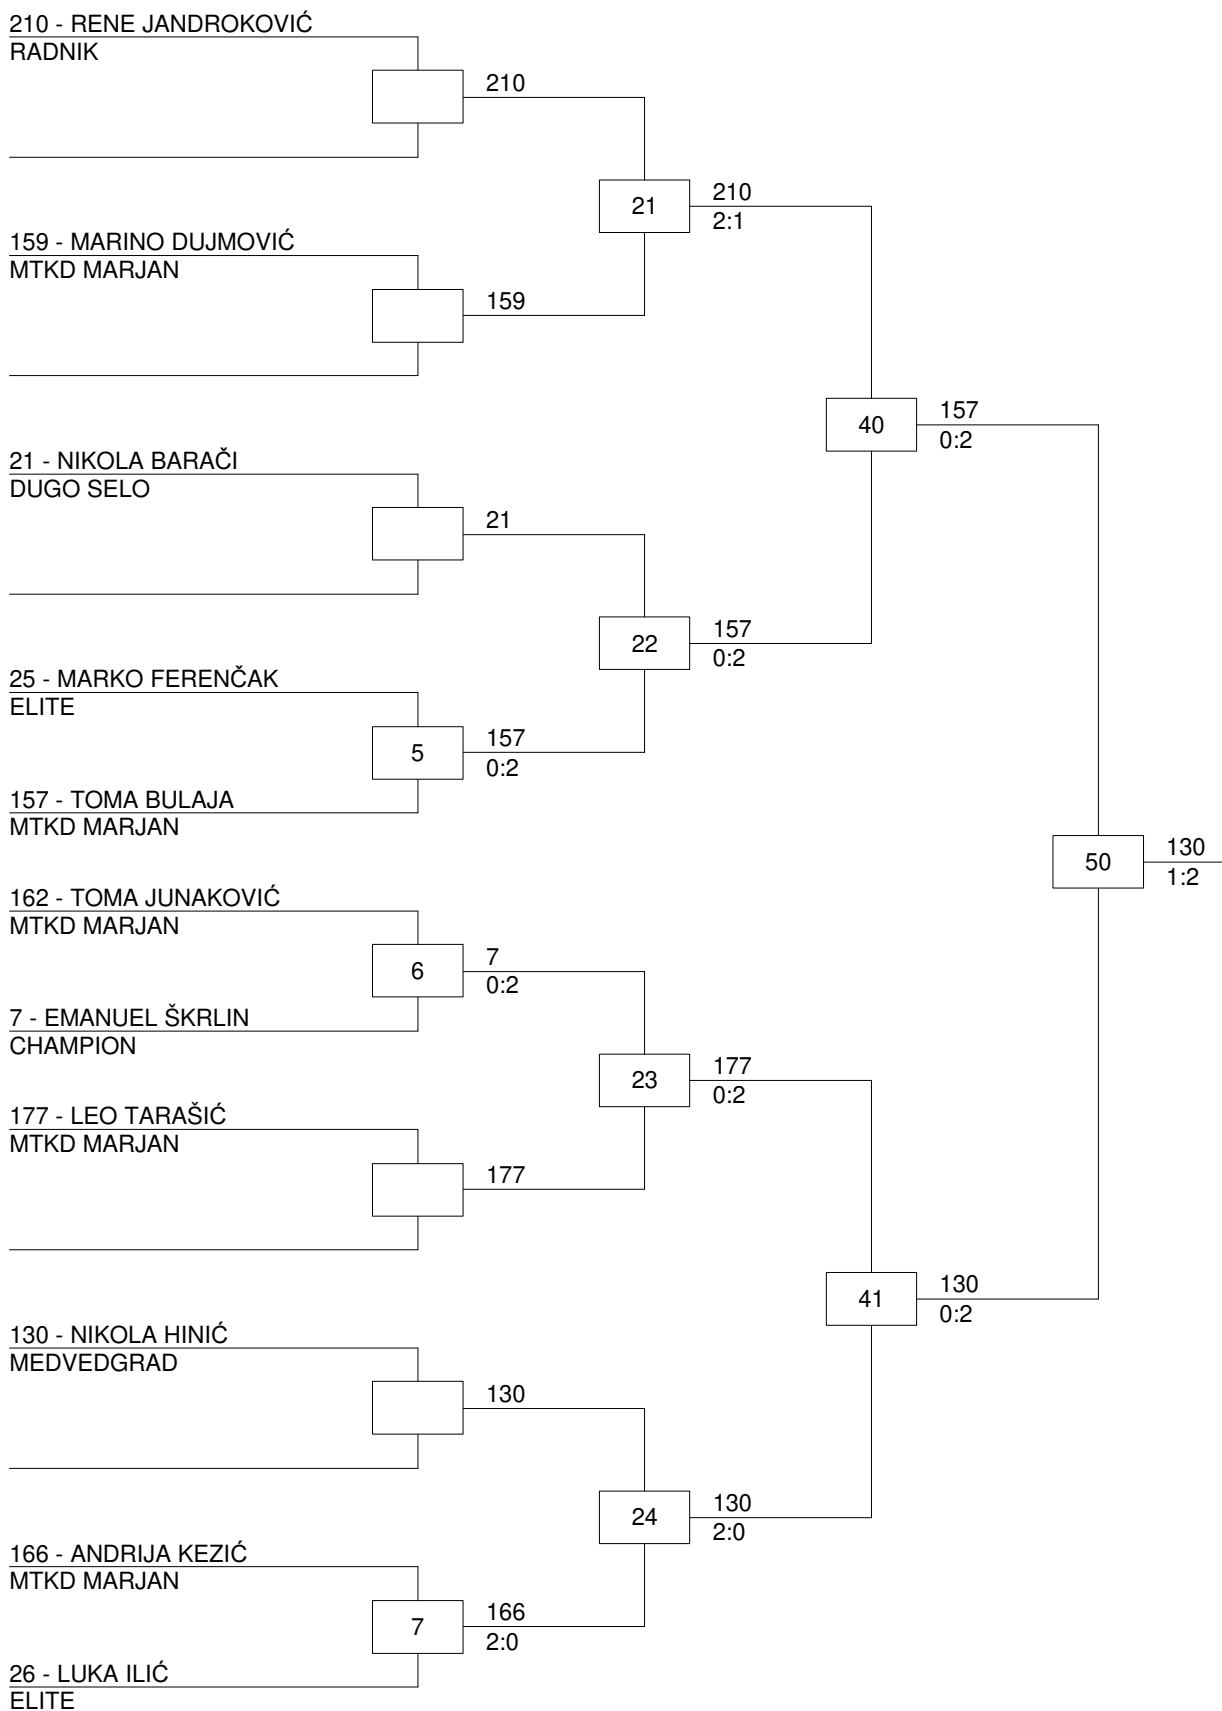 210 - RENE JANDROKOVIĆ
RADNIK
210
21
210
2:1
159 - MARINO DUJMOVIĆ
MTKD MARJAN
159
40
157
0:2
21 - NIKOLA BARAČI
DUGO SELO
21
22
157
0:2
25 - MARKO FERENČAK
ELITE
5
157
0:2
157 - TOMA BULAJA
MTKD MARJAN
50
130
1:2
162 - TOMA JUNAKOVIĆ
MTKD MARJAN
6
7
0:2
7 - EMANUEL ŠKRLIN
CHAMPION
23
177
0:2
177 - LEO TARAŠIĆ
MTKD MARJAN
177
41
130
0:2
130 - NIKOLA HINIĆ
MEDVEDGRAD
130
24
130
2:0
166 - ANDRIJA KEZIĆ
MTKD MARJAN
7
166
2:0
26 - LUKA ILIĆ
ELITE